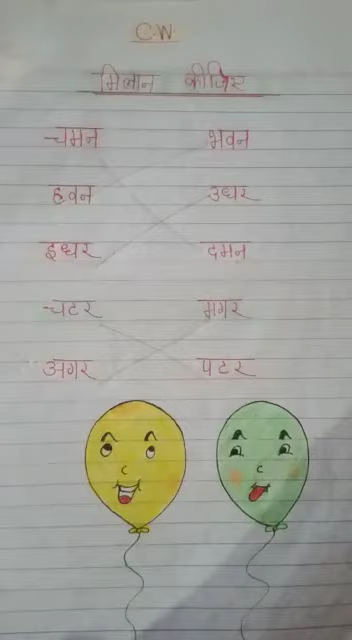 C.W.
मिलान कीजिए
चमन भवन
हवन उधर
इधर दमन
चटर मगर
अगर पटर